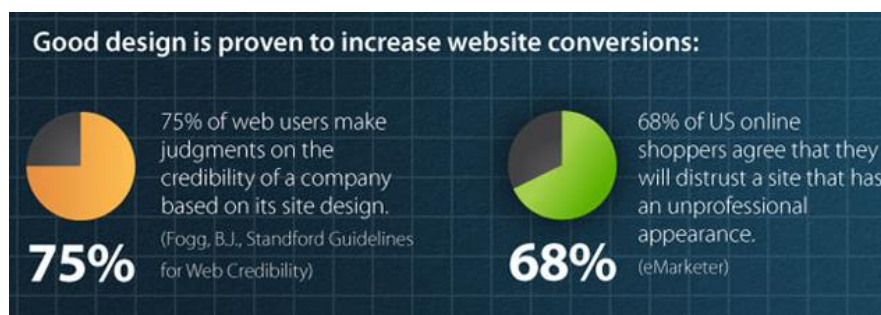 Good design is proven to increase website conversions:
75% of web users make
judgments on the
credibility of a company
based on its site design.
(Fogg, B.J., Standford Guidelines
for Web Credibility)
75%
68% of US online
shoppers agree that they
will distrust a site that has
an unprofessional
appearance.
(eMarketer)
68%